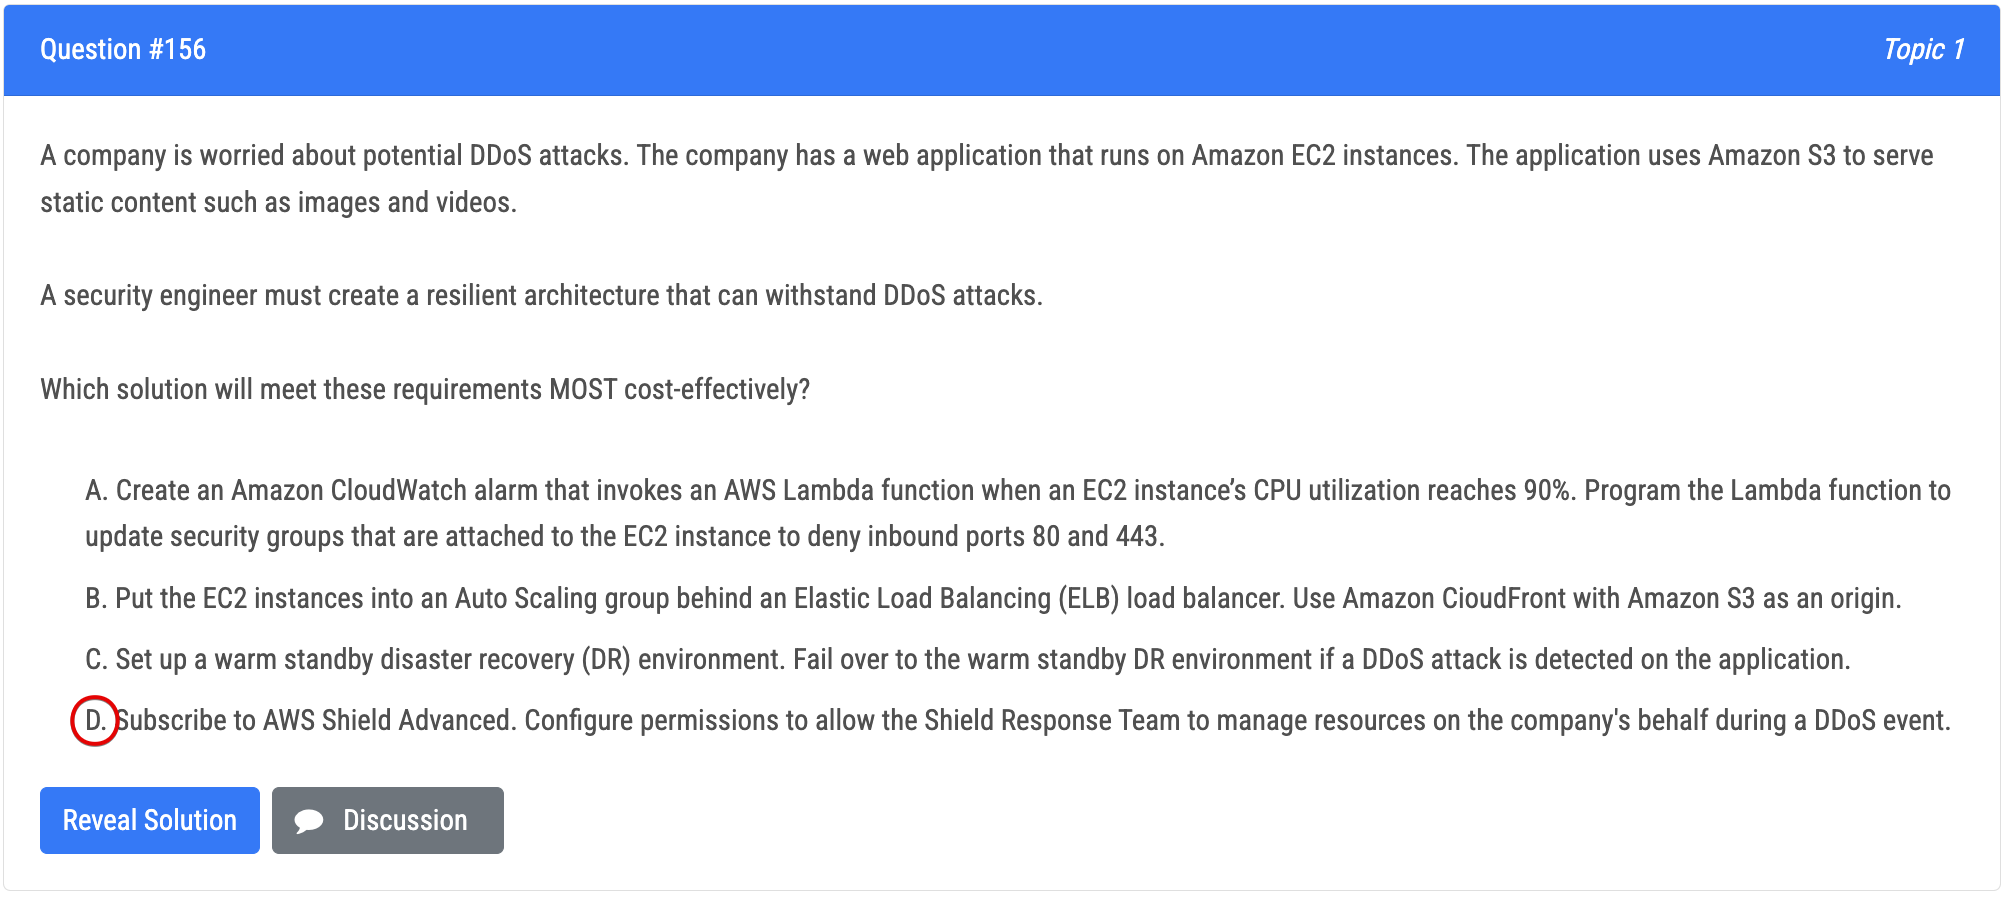 Question #156
Topic 1
A company is worried about potential DDoS attacks. The company has a web application that runs on Amazon EC2 instances. The application uses Amazon S3 to serve
static content such as images and videos.
A security engineer must create a resilient architecture that can withstand DDoS attacks.
Which solution will meet these requirements MOST cost-effectively?
A. Create an Amazon CloudWatch alarm that invokes an AWS Lambda function when an EC2 instance’s CPU utilization reaches 90%. Program the Lambda function to
update security groups that are attached to the EC2 instance to deny inbound ports 80 and 443.
B. Put the EC2 instances into an Auto Scaling group behind an Elastic Load Balancing (ELB) load balancer. Use Amazon CioudFront with Amazon S3 as an origin.
C. Set up a warm standby disaster recovery (DR) environment. Fail over to the warm standby DR environment if a DDoS attack is detected on the application.
D. Subscribe to AWS Shield Advanced. Configure permissions to allow the Shield Response Team to manage resources on the company's behalf during a DDoS event.
Reveal Solution
Discussion